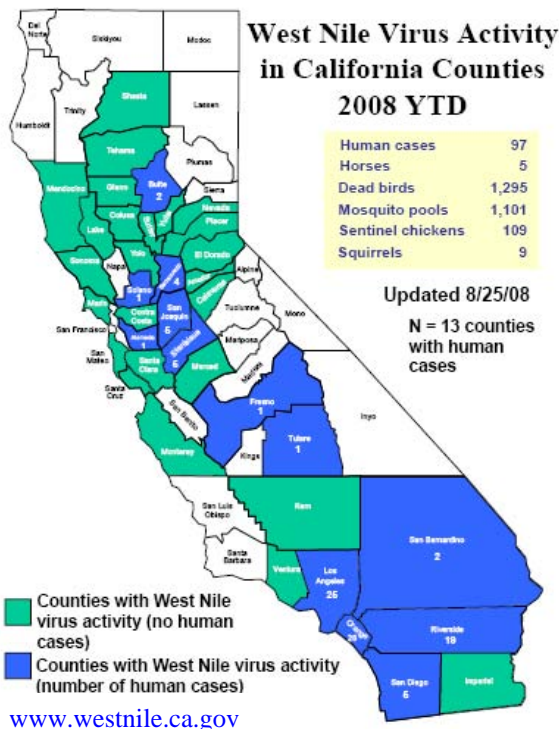 West Nile Virus Activity
in California Counties
2008 YTD
Human cases 97
Horses 5
Dead birds 1,295
Mosquito pools 1,101
Sentinel chickens 109
Squirrels 9
Updated 8/25/08
N = 13 counties
with human
cases
Del
Norte
Siskiyou
Modoc
Shasta
Trinity
Humboldt
Lassen
Tehama
Plumas
Mendocino
Glenn
Butte
2
Sierra
Colusa
Nevada
Placer
Lake
Yolo
El Dorado
Sonoma
Napa
Alpine
Solano
1
4
Amador
Calaveras
Marin
Contra
Costa
San
Joaquin
5
Tuolumne
Mono
San Francisco
Alameda
1
Stanislaus
6
Mariposa
San
Mateo
Santa
Clara
Merced
Madera
Santa
Cruz
San Benito
Fresno
1
Inyo
Monterey
Kings
Tulare
1
San Luis
Obispo
Kern
San Bernardino
2
Santa
Barbara
Ventura
Los
Angeles
25
Orange
Riverside
19
San Diego
5
Imperial
Counties with West Nile
virus activity (no human
cases)
Counties with West Nile virus activity
(number of human cases)
www.westnile.ca.gov